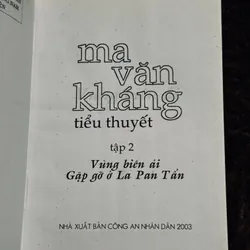 ma
văn
kháng
tiểu thuyết
tập 2
Vùng biên ải
Gặp gỡ ở La Pan Tẩn
NHÀ XUẤT BẢN CÔNG AN NHÂN DÂN 2003